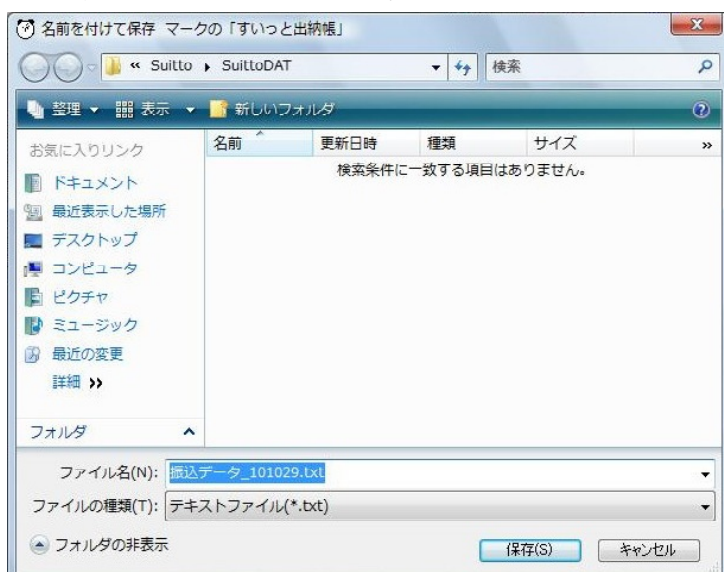 名前を付けて保存 マークの「すいっと出納帳」
« Suitto ▸ SuittoDAT 検索
整理 表示 新しいフォルダ
お気に入りリンク
ドキュメント
最近表示した場所
デスクトップ
コンピュータ
ピクチャ
ミュージック
最近の変更
詳細 »
フォルダ
名前 更新日時 種類 サイズ »
検索条件に一致する項目はありません。
ファイル名(N): 振込データ_101029.txt
ファイルの種類(T): テキストファイル(*.txt)
フォルダの非表示 保存(S) キャンセル